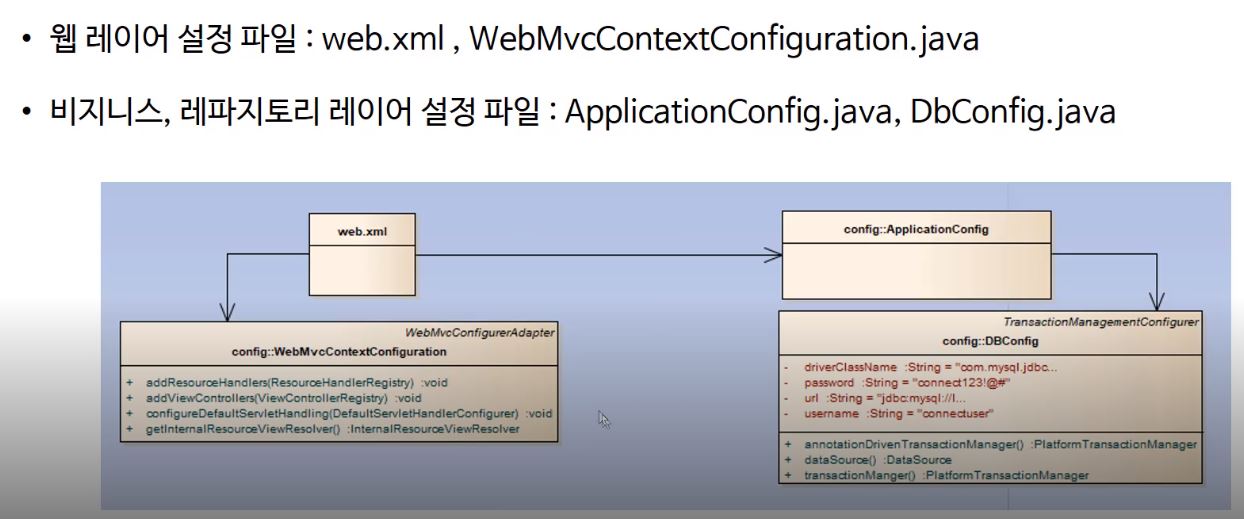 • 웹 레이어 설정 파일 : web.xml , WebMvcContextConfiguration.java
• 비지니스, 레파지토리 레이어 설정 파일 : ApplicationConfig.java, DbConfig.java
web.xml
config::ApplicationConfig
WebMvcConfigurerAdapter
config::WebMvcContextConfiguration
+ addResourceHandlers(ResourceHandlerRegistry) :void
+ addViewControllers(ViewControllerRegistry) :void
+ configureDefaultServletHandling(DefaultServletHandlerConfigurer) :void
+ getInternalResourceViewResolver() :InternalResourceViewResolver
TransactionManagementConfigurer
config::DBConfig
- driverClassName :String = "com.mysql.jdbc...
- password :String = "connect123!@#"
- url :String = "jdbc:mysql://l...
- username :String = "connectuser"
+ annotationDrivenTransactionManager() :PlatformTransactionManager
+ dataSource() :DataSource
+ transactionManger() :PlatformTransactionManager